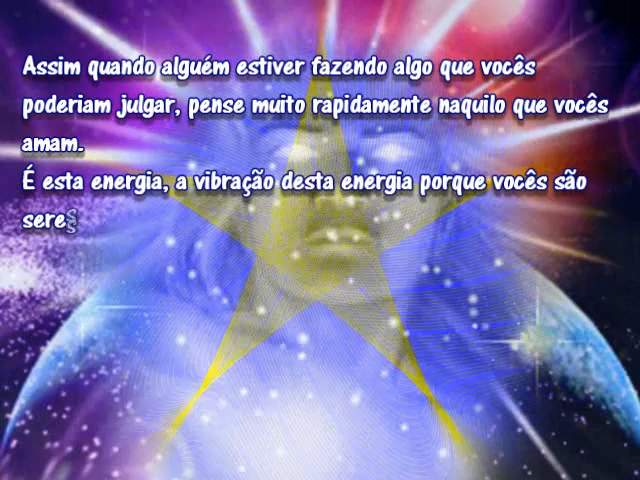 Assim quando alguém estiver fazendo algo que vocês
poderiam julgar, pense muito rapidamente naquilo que vocês
amam.
É esta energia, a vibração desta energia porque vocês são
seres